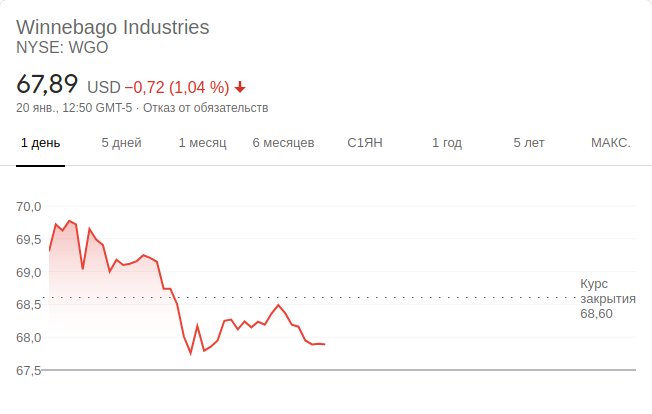 Winnebago Industries
NYSE: WGO
67,89 USD −0,72 (1,04 %)
20 янв., 12:50 GMT-5 · Отказ от обязательств
1 день 5 дней 1 месяц 6 месяцев С1ЯН 1 год 5 лет МАКС.
70,0
69,5
69,0
68,5
68,0
67,5
Курс
закрытия
68,60